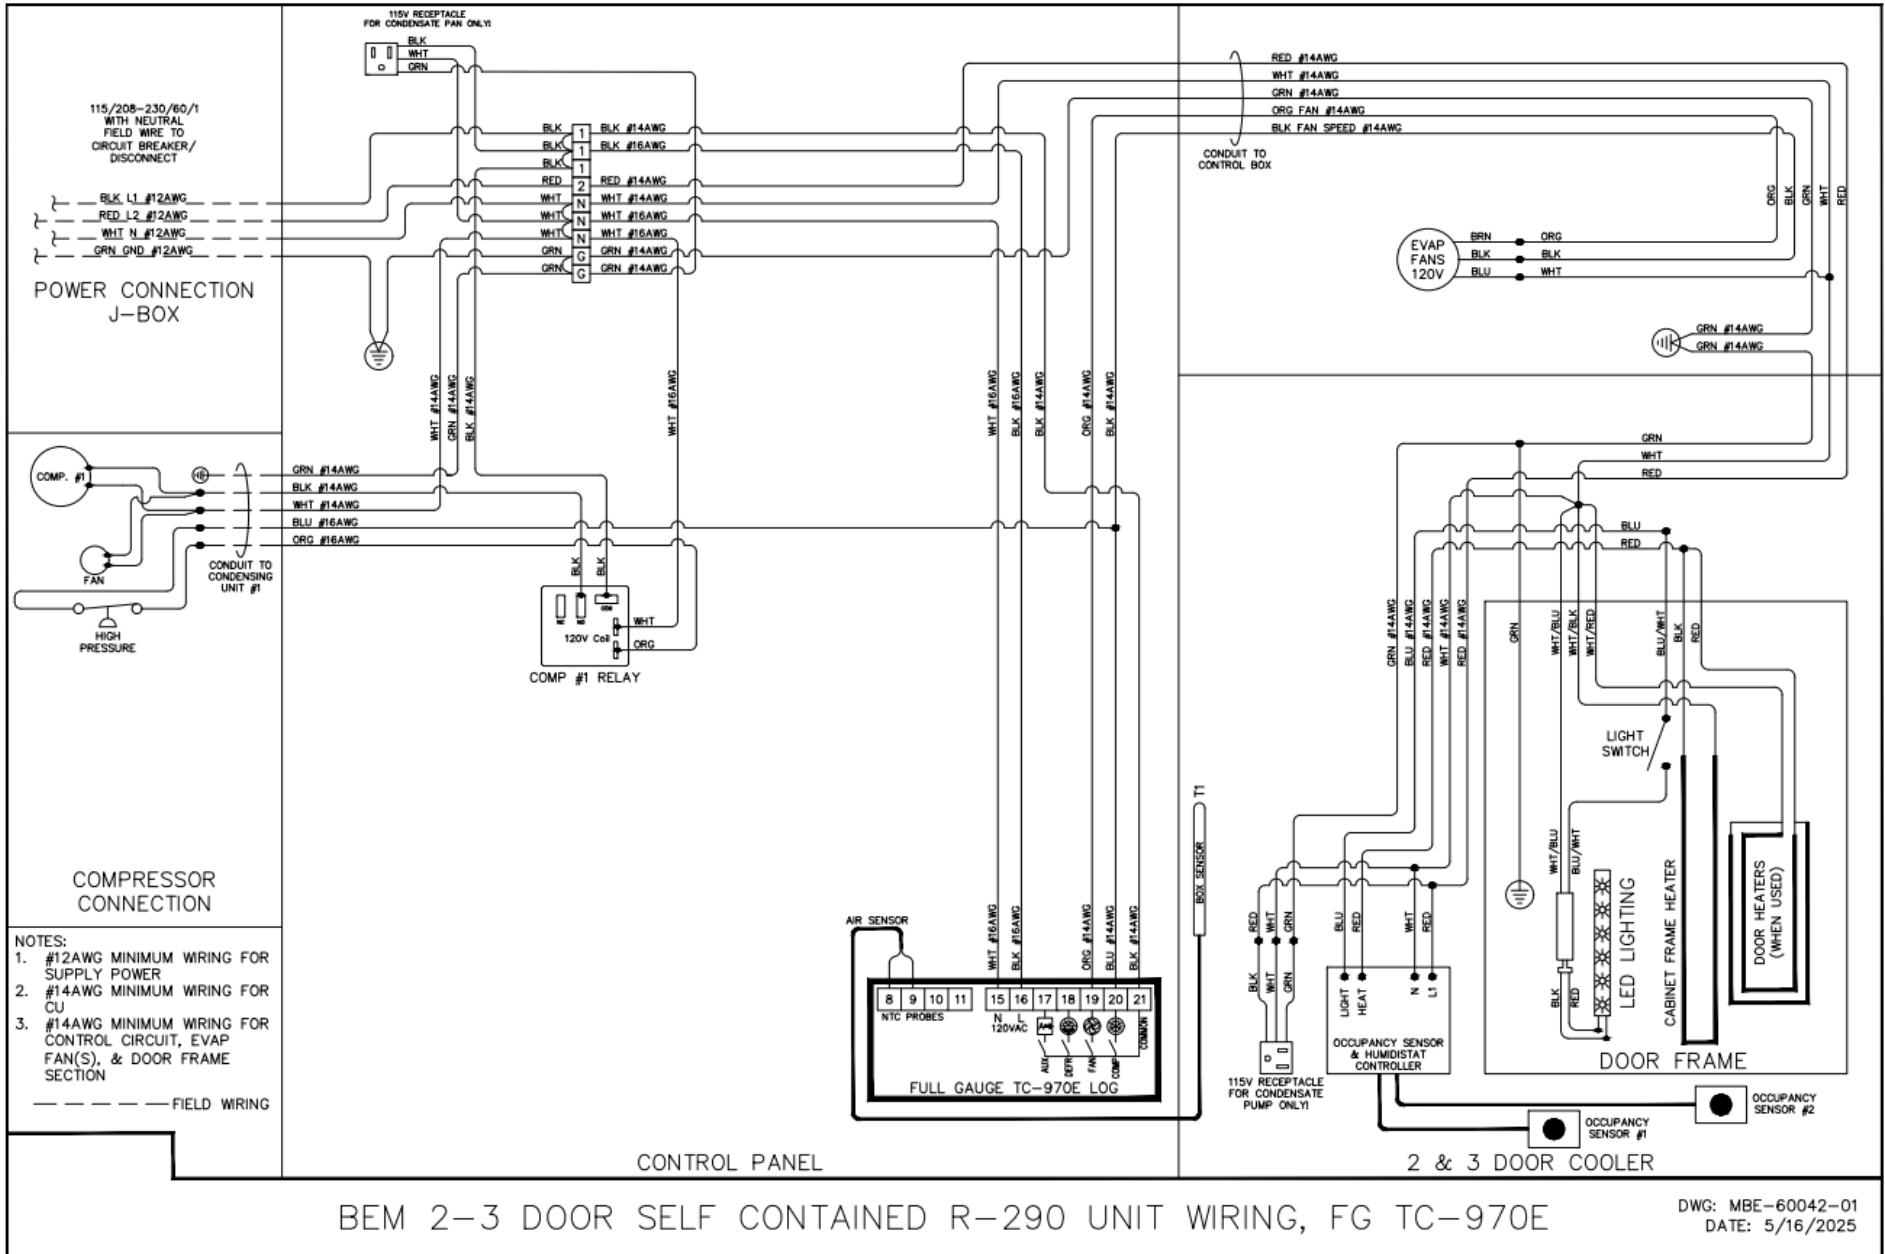 115V RECEPTACLE
FOR CONDENSATE PAN ONLY!
BLK
WHT
GRN
115/208-230/60/1
WITH NEUTRAL
FIELD WIRE TO
CIRCUIT BREAKER/
DISCONNECT
BLK L1 #12AWG
RED L2 #12AWG
WHT N #12AWG
GRN GND #12AWG
POWER CONNECTION
J-BOX
BLK 1 BLK #14AWG
BLK 1 BLK #16AWG
BLK 1
RED 2 RED #14AWG
WHT N WHT #14AWG
WHT N WHT #16AWG
WHT N WHT #16AWG
GRN G GRN #14AWG
GRN G GRN #14AWG
RED #14AWG
WHT #14AWG
GRN #14AWG
ORG FAN #14AWG
BLK FAN SPEED #14AWG
CONDUIT TO
CONTROL BOX
ORG
BLK
GRN
WHT
RED
EVAP
FANS
120V
BRN ORG
BLK BLK
BLU WHT
GRN #14AWG
GRN #14AWG
WHT #14AWG
GRN #14AWG
BLK #14AWG
WHT #16AWG
WHT #16AWG
BLK #16AWG
BLK #14AWG
ORG #14AWG
BLK #14AWG
COMP. #1
FAN
HIGH
PRESSURE
CONDUIT TO
CONDENSING
UNIT #1
GRN #14AWG
BLK #14AWG
WHT #14AWG
BLU #16AWG
ORG #16AWG
BLK
BLK
NC
NO
COM
120V Coil
WHT
ORG
COMP #1 RELAY
COMPRESSOR
CONNECTION
GRN
WHT
RED
BLU
RED
GRN #14AWG
BLU #14AWG
RED #14AWG
WHT #14AWG
RED #14AWG
GRN
WHT/BLU
WHT/BLK
WHT/RED
BLU/WHT
BLK
RED
LIGHT
SWITCH
WHT/BLU
BLU/WHT
BLK
RED
LED LIGHTING
CABINET FRAME HEATER
DOOR HEATERS
(WHEN USED)
DOOR FRAME
T1
BOX SENSOR
AIR SENSOR
WHT #16AWG
BLK #16AWG
ORG #14AWG
BLU #14AWG
BLK #14AWG
8 9 10 11
NTC PROBES
15 16 17 18 19 20 21
N L
120VAC
AUX
DEFR
FAN
COMP
COMMON
FULL GAUGE TC-970E LOG
RED
WHT
GRN
BLK
WHT
GRN
115V RECEPTACLE
FOR CONDENSATE
PUMP ONLY!
BLU
RED
WHT
RED
LIGHT
HEAT
N
L1
OCCUPANCY SENSOR
& HUMIDISTAT
CONTROLLER
OCCUPANCY
SENSOR #2
OCCUPANCY
SENSOR #1
NOTES:
1. #12AWG MINIMUM WIRING FOR
SUPPLY POWER
2. #14AWG MINIMUM WIRING FOR
CU
3. #14AWG MINIMUM WIRING FOR
CONTROL CIRCUIT, EVAP
FAN(S), & DOOR FRAME
SECTION
FIELD WIRING
CONTROL PANEL
2 & 3 DOOR COOLER
BEM 2-3 DOOR SELF CONTAINED R-290 UNIT WIRING, FG TC-970E
DWG: MBE-60042-01
DATE: 5/16/2025